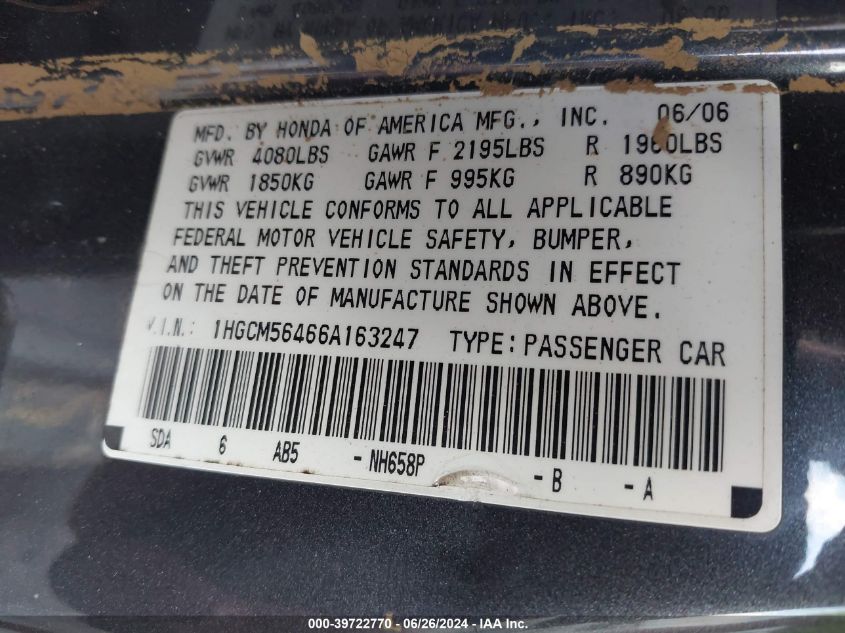 MFD. BY HONDA OF AMERICA MFG., INC. 06/06
GVWR 4080LBS GAWR F 2195LBS R 1960LBS
GVWR 1850KG GAWR F 995KG R 890KG
THIS VEHICLE CONFORMS TO ALL APPLICABLE
FEDERAL MOTOR VEHICLE SAFETY, BUMPER,
AND THEFT PREVENTION STANDARDS IN EFFECT
ON THE DATE OF MANUFACTURE SHOWN ABOVE.
V.I.N.: 1HGCM56466A163247 TYPE: PASSENGER CAR
SDA 6 AB5 - NH658P - B - A
000-39722770 - 06/26/2024 - IAA Inc.